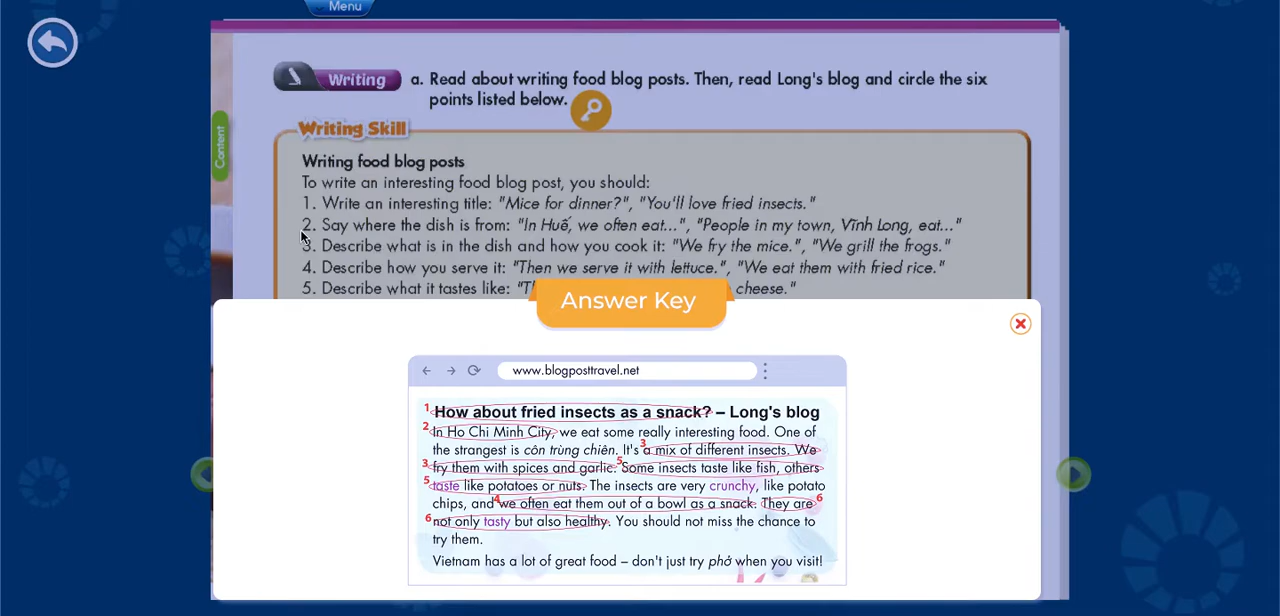 Menu
Writing
a. Read about writing food blog posts. Then, read Long's blog and circle the six
points listed below.
Content
Writing Skill
Writing food blog posts
To write an interesting food blog post, you should:
1. Write an interesting title: "Mice for dinner?", "You'll love fried insects."
2. Say where the dish is from: "In Huế, we often eat...", "People in my town, Vĩnh Long, eat..."
3. Describe what is in the dish and how you cook it: "We fry the mice.", "We grill the frogs."
4. Describe how you serve it: "Then we serve it with lettuce.", "We eat them with fried rice."
5. Describe what it tastes like: cheese."
Answer Key
www.blogposttravel.net
1 How about fried insects as a snack? – Long's blog
2 In Ho Chi Minh City, we eat some really interesting food. One of
the strangest is côn trùng chiên. It's 3 a mix of different insects. We
3 fry them with spices and garlic. 5 Some insects taste like fish, others
5 taste like potatoes or nuts. The insects are very crunchy, like potato
chips, and 4 we often eat them out of a bowl as a snack. They are 6
6 not only tasty but also healthy. You should not miss the chance to
try them.
Vietnam has a lot of great food – don't just try phở when you visit!